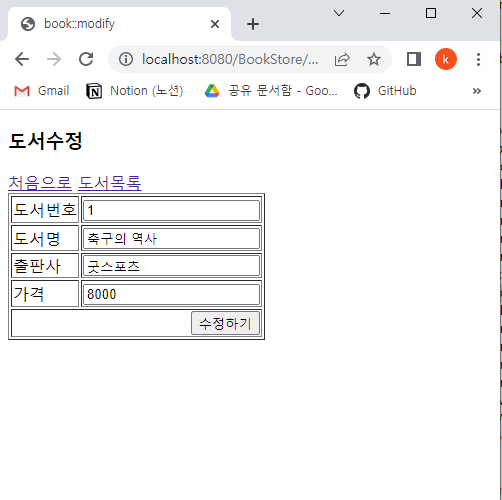 book::modify
localhost:8080/BookStore/...
k
Gmail Notion (노션) 공유 문서함 - Goo... GitHub »
도서수정
처음으로 도서목록
도서번호 1
도서명 축구의 역사
출판사 굿스포츠
가격 8000
수정하기